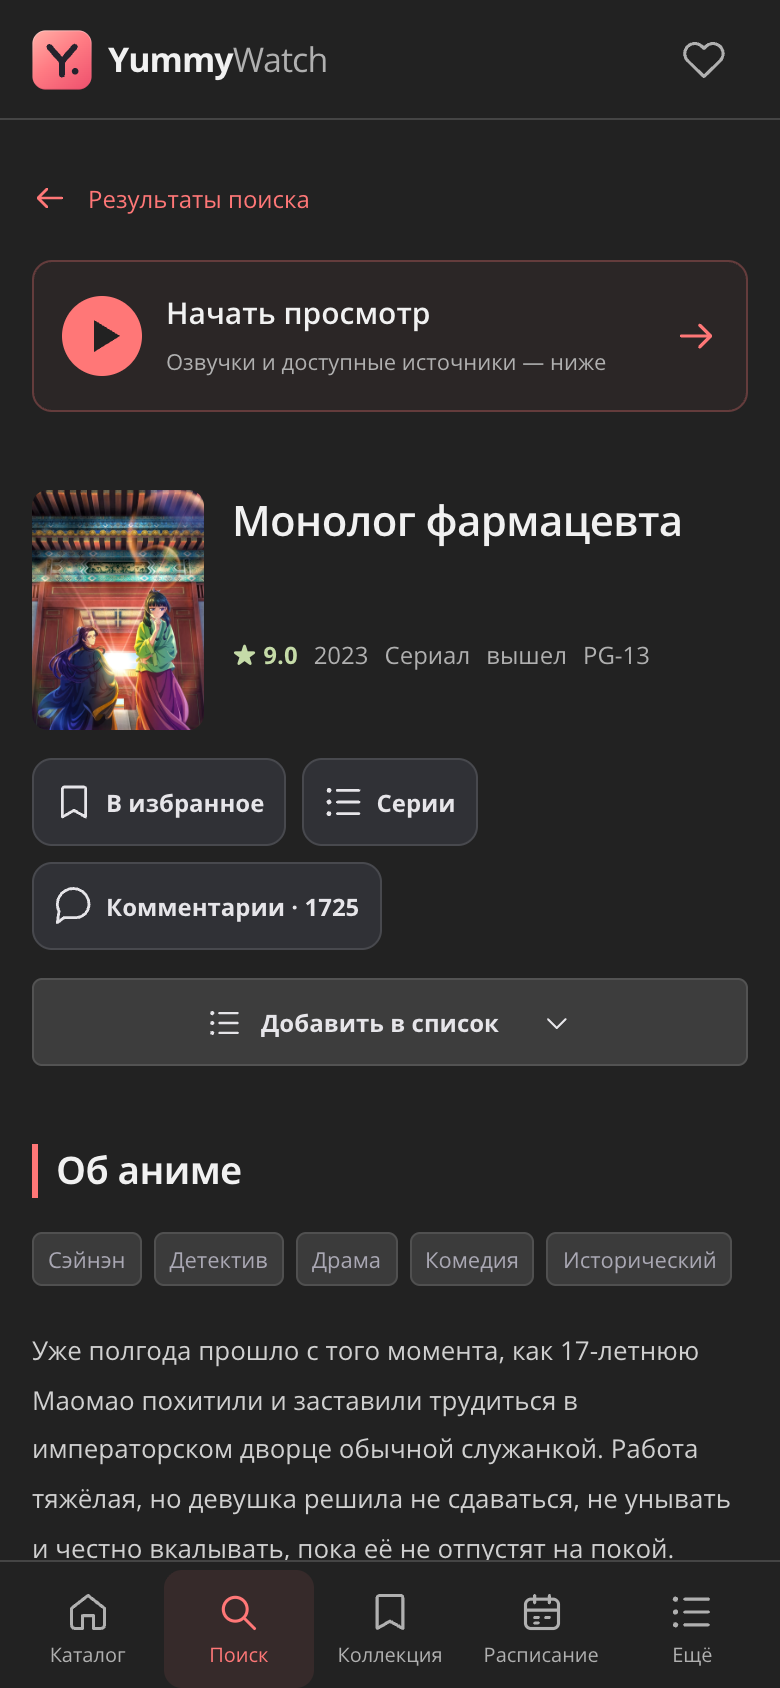 Y.
YummyWatch
Результаты поиска
Начать просмотр
Озвучки и доступные источники — ниже
Монолог фармацевта
★ 9.0 2023 Сериал вышел PG-13
В избранное
Серии
Комментарии · 1725
Добавить в список
Об аниме
Сэйнэн Детектив Драма Комедия Исторический
Уже полгода прошло с того момента, как 17-летнюю
Маомао похитили и заставили трудиться в
императорском дворце обычной служанкой. Работа
тяжёлая, но девушка решила не сдаваться, не унывать
и честно вкалывать, пока её не отпустят на покой.
Каталог Поиск Коллекция Расписание Ещё